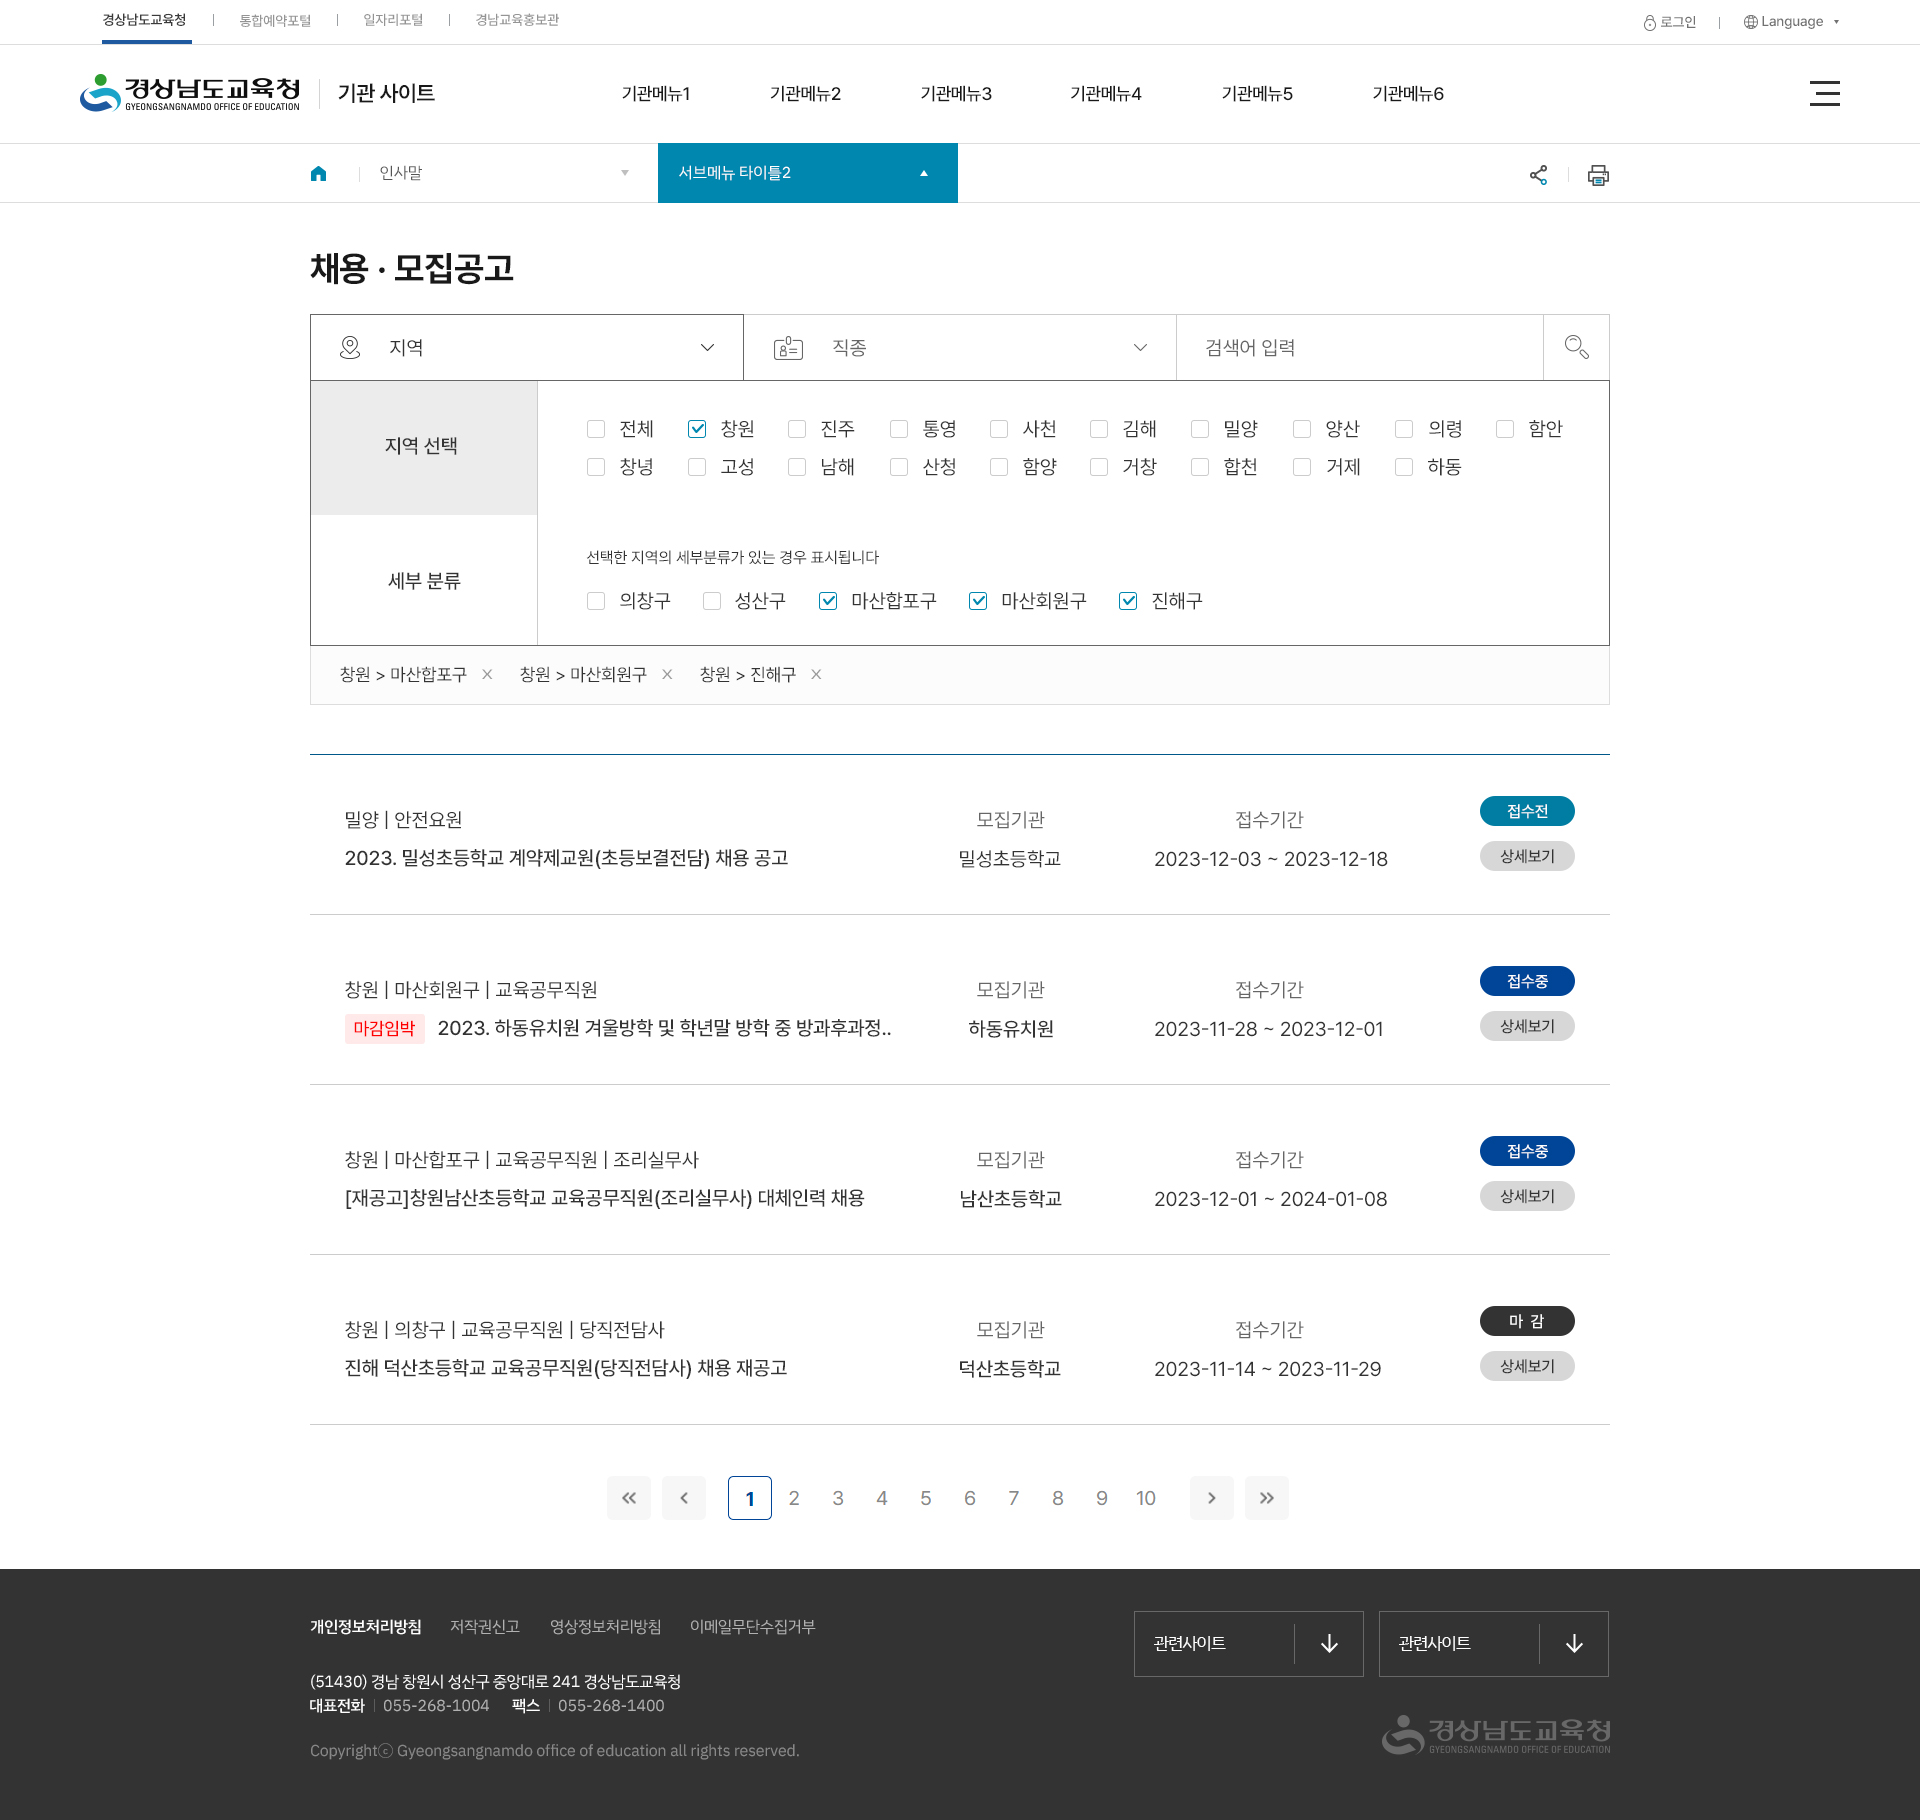 경상남도교육청 | 통합예약포털 | 일자리포털 | 경남교육홍보관
로그인 | Language
경상남도교육청
GYEONGSANGNAMDO OFFICE OF EDUCATION
기관 사이트
기관메뉴1 기관메뉴2 기관메뉴3 기관메뉴4 기관메뉴5 기관메뉴6
인사말 서브메뉴 타이틀2
채용 · 모집공고
지역 직종 검색어 입력
지역 선택
전체 창원 진주 통영 사천 김해 밀양 양산 의령 함안
창녕 고성 남해 산청 함양 거창 합천 거제 하동
세부 분류
선택한 지역의 세부분류가 있는 경우 표시됩니다
의창구 성산구 마산합포구 마산회원구 진해구
창원 > 마산합포구 × 창원 > 마산회원구 × 창원 > 진해구 ×
밀양 | 안전요원 모집기관 접수기간 접수전
2023. 밀성초등학교 계약제교원(초등보결전담) 채용 공고 밀성초등학교 2023-12-03 ~ 2023-12-18 상세보기
창원 | 마산회원구 | 교육공무직원 모집기관 접수기간 접수중
마감임박 2023. 하동유치원 겨울방학 및 학년말 방학 중 방과후과정.. 하동유치원 2023-11-28 ~ 2023-12-01 상세보기
창원 | 마산합포구 | 교육공무직원 | 조리실무사 모집기관 접수기간 접수중
[재공고]창원남산초등학교 교육공무직원(조리실무사) 대체인력 채용 남산초등학교 2023-12-01 ~ 2024-01-08 상세보기
창원 | 의창구 | 교육공무직원 | 당직전담사 모집기관 접수기간 마 감
진해 덕산초등학교 교육공무직원(당직전담사) 채용 재공고 덕산초등학교 2023-11-14 ~ 2023-11-29 상세보기
« ‹ 1 2 3 4 5 6 7 8 9 10 › »
개인정보처리방침 저작권신고 영상정보처리방침 이메일무단수집거부
관련사이트 관련사이트
(51430) 경남 창원시 성산구 중앙대로 241 경상남도교육청
대표전화 | 055-268-1004 팩스 | 055-268-1400
Copyrightⓒ Gyeongsangnamdo office of education all rights reserved.
경상남도교육청
GYEONGSANGNAMDO OFFICE OF EDUCATION